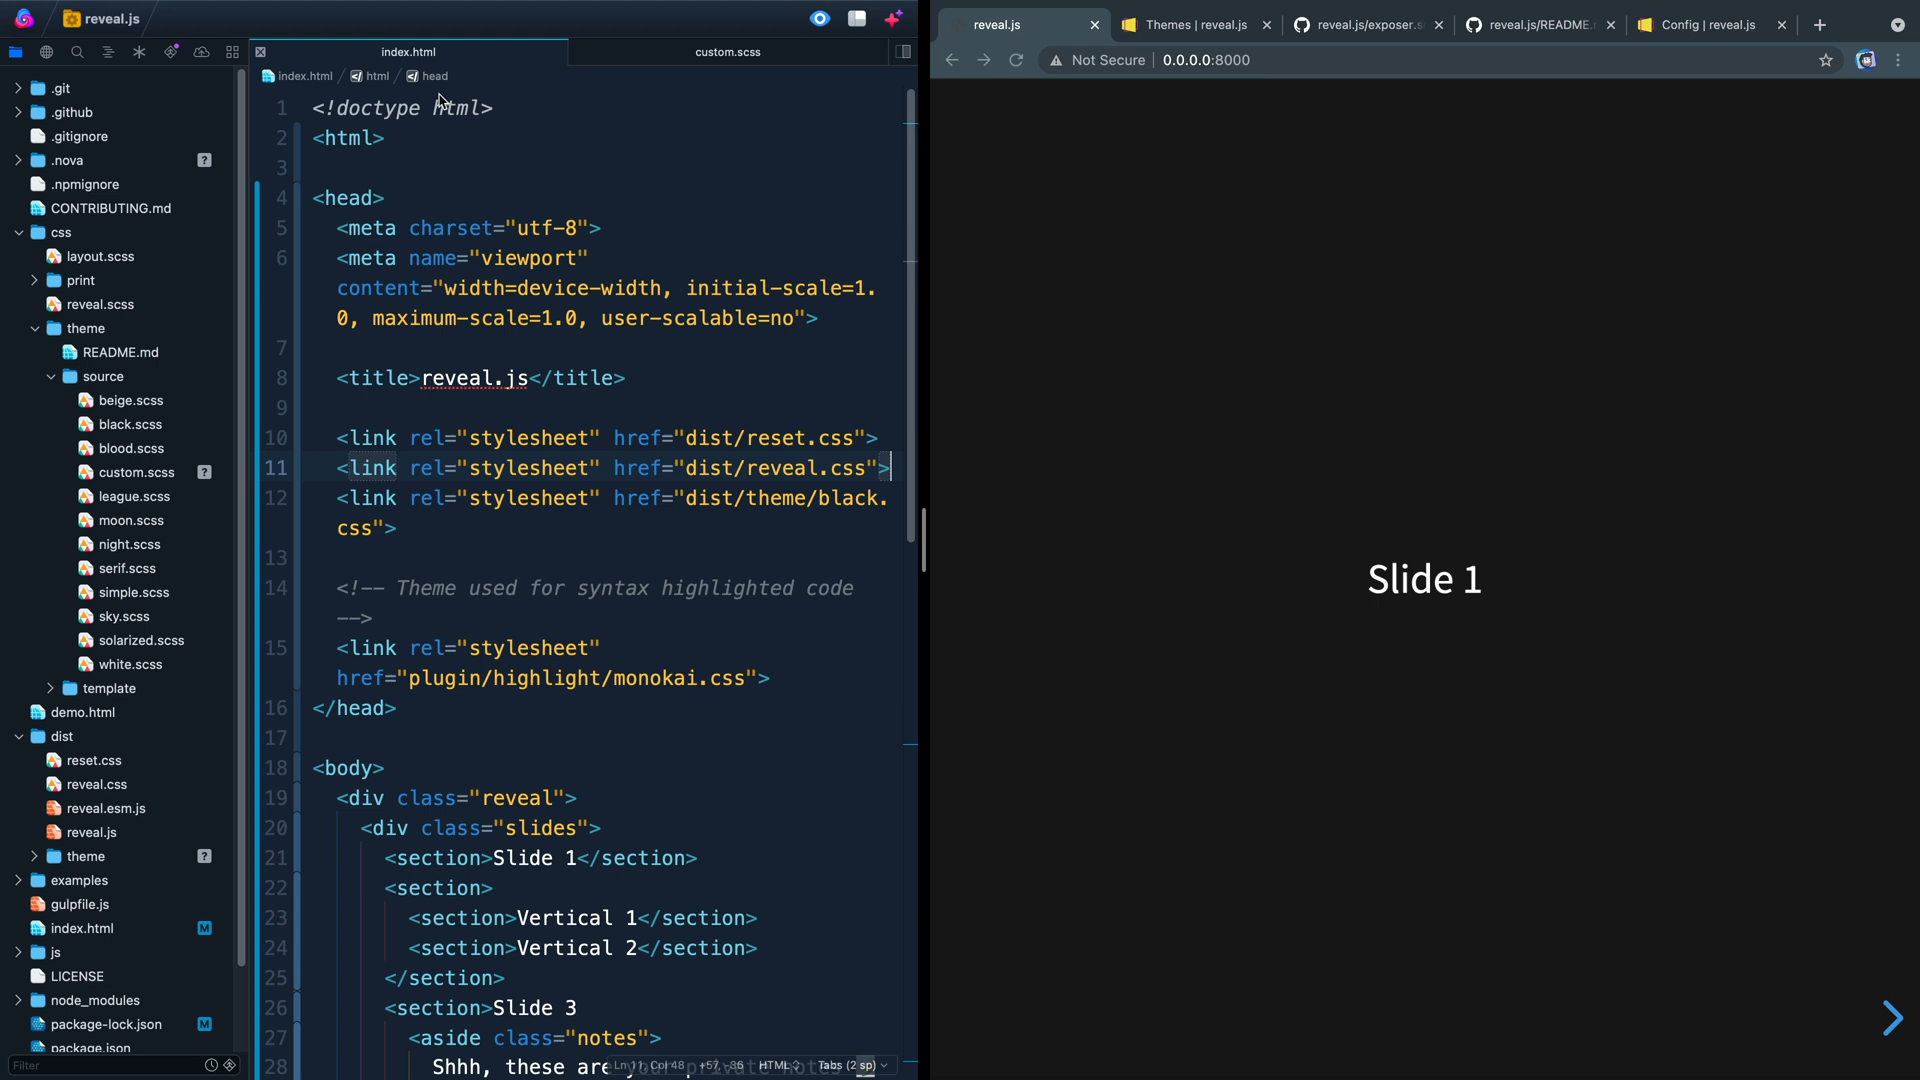 reveal.js
index.html
custom.scss
index.html / html / head
.git
.github
.gitignore
.nova ?
.npmignore
CONTRIBUTING.md
css
layout.scss
print
reveal.scss
theme
README.md
source
beige.scss
black.scss
blood.scss
custom.scss ?
league.scss
moon.scss
night.scss
serif.scss
simple.scss
sky.scss
solarized.scss
white.scss
template
demo.html
dist
reset.css
reveal.css
reveal.esm.js
reveal.js
theme ?
examples
gulpfile.js
index.html M
js
LICENSE
node_modules
package-lock.json M
package.json
Filter
1 <!doctype html>
2 <html>
3
4 <head>
5 <meta charset="utf-8">
6 <meta name="viewport"
content="width=device-width, initial-scale=1.
0, maximum-scale=1.0, user-scalable=no">
7
8 <title>reveal.js</title>
9
10 <link rel="stylesheet" href="dist/reset.css">
11 <link rel="stylesheet" href="dist/reveal.css">
12 <link rel="stylesheet" href="dist/theme/black.
css">
13
14 <!-- Theme used for syntax highlighted code
-->
15 <link rel="stylesheet"
href="plugin/highlight/monokai.css">
16 </head>
17
18 <body>
19 <div class="reveal">
20 <div class="slides">
21 <section>Slide 1</section>
22 <section>
23 <section>Vertical 1</section>
24 <section>Vertical 2</section>
25 </section>
26 <section>Slide 3
27 <aside class="notes">
28 Shhh, these are your private notes
Ln 11, Col 48 +57, -36 HTML Tabs (2 sp)
reveal.js
Themes | reveal.js
reveal.js/exposer.s
reveal.js/README.
Config | reveal.js
Not Secure | 0.0.0.0:8000
Slide 1